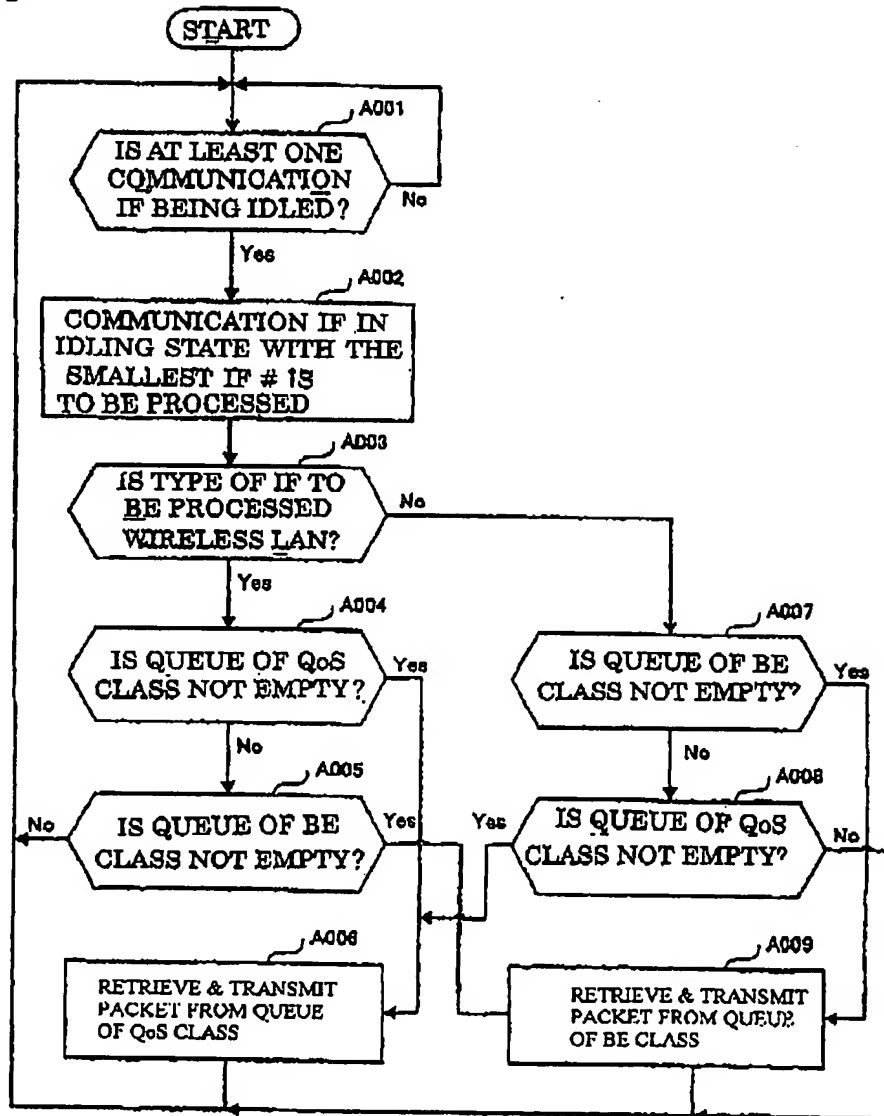 START
A001
IS AT LEAST ONE
COMMUNICATION
IF BEING IDLED?
No
Yes
A002
COMMUNICATION IF IN
IDLING STATE WITH THE
SMALLEST IF # IS
TO BE PROCESSED
A003
IS TYPE OF IF TO
BE PROCESSED
WIRELESS LAN?
No
Yes
A004
IS QUEUE OF QoS
CLASS NOT EMPTY?
Yes
No
A007
IS QUEUE OF BE
CLASS NOT EMPTY?
Yes
No
A005
IS QUEUE OF BE
CLASS NOT EMPTY?
No
Yes
A008
IS QUEUE OF QoS
CLASS NOT EMPTY?
Yes
No
A006
RETRIEVE & TRANSMIT
PACKET FROM QUEUE
OF QoS CLASS
A009
RETRIEVE & TRANSMIT
PACKET FROM QUEUE
OF BE CLASS